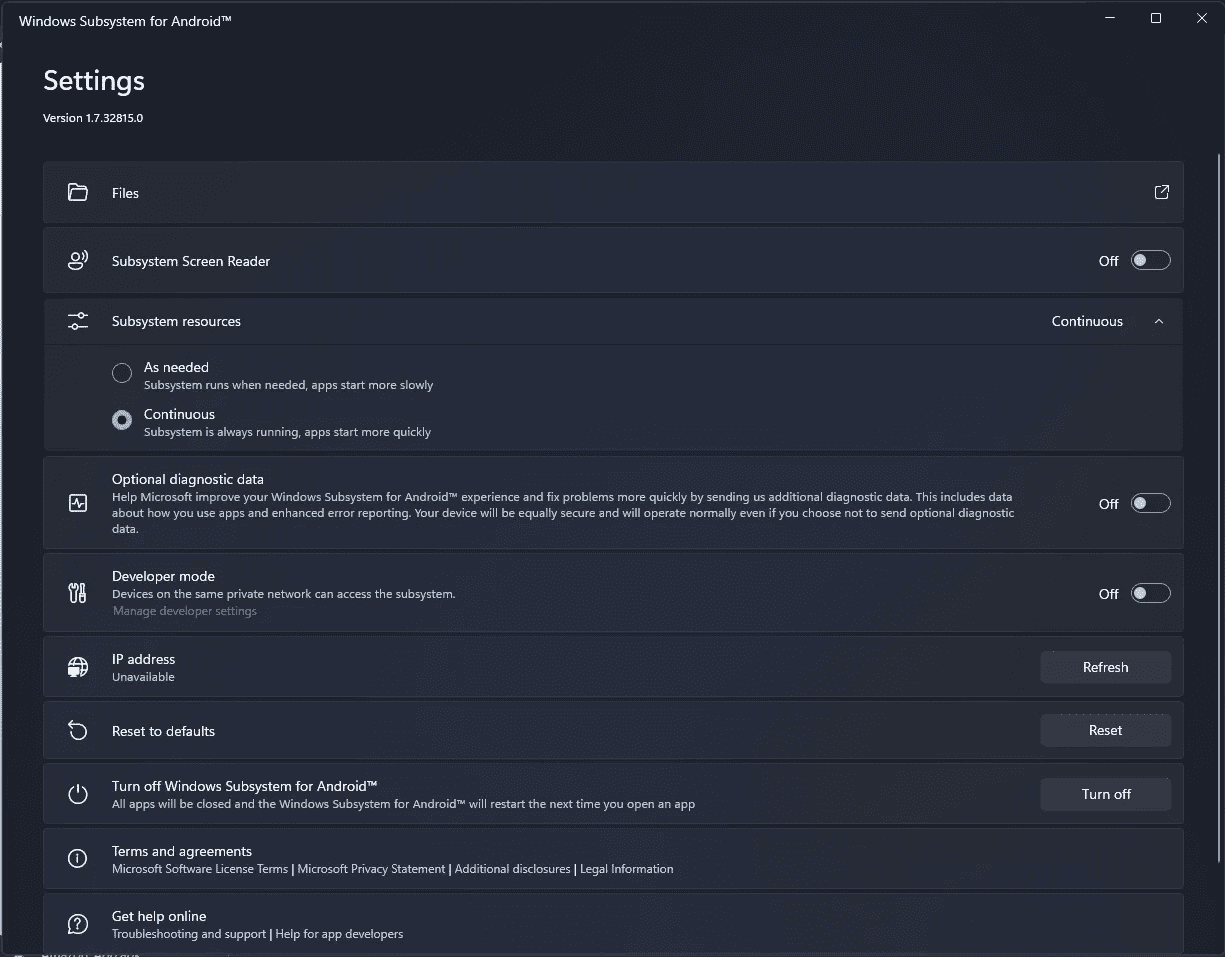 Windows Subsystem for Android™
Settings
Version 1.7.32815.0
Files
Subsystem Screen Reader
Off
Subsystem resources
Continuous
As needed
Subsystem runs when needed, apps start more slowly
Continuous
Subsystem is always running, apps start more quickly
Optional diagnostic data
Help Microsoft improve your Windows Subsystem for Android™ experience and fix problems more quickly by sending us additional diagnostic data. This includes data
about how you use apps and enhanced error reporting. Your device will be equally secure and will operate normally even if you choose not to send optional diagnostic
data.
Off
Developer mode
Devices on the same private network can access the subsystem.
Manage developer settings
Off
IP address
Unavailable
Refresh
Reset to defaults
Reset
Turn off Windows Subsystem for Android™
All apps will be closed and the Windows Subsystem for Android™ will restart the next time you open an app
Turn off
Terms and agreements
Microsoft Software License Terms | Microsoft Privacy Statement | Additional disclosures | Legal Information
Get help online
Troubleshooting and support | Help for app developers